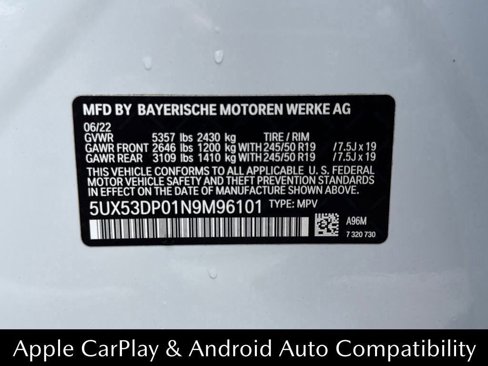 MFD BY BAYERISCHE MOTOREN WERKE AG
06/22
GVWR 5357 lbs 2430 kg TIRE / RIM
GAWR FRONT 2646 lbs 1200 kg WITH 245/50 R19 /7.5J x 19
GAWR REAR 3109 lbs 1410 kg WITH 245/50 R19 /7.5J x 19
THIS VEHICLE CONFORMS TO ALL APPLICABLE U.S. FEDERAL
MOTOR VEHICLE SAFETY AND THEFT PREVENTION STANDARDS
IN EFFECT ON THE DATE OF MANUFACTURE SHOWN ABOVE.
5UX53DP01N9M96101 TYPE: MPV
A96M
7 320 730
Apple CarPlay & Android Auto Compatibility